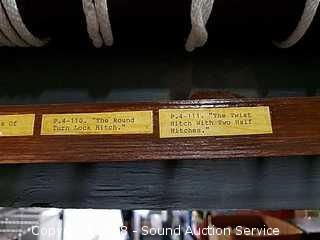 s Of
P.4-110. "The Round
Turn Lock Hitch."
P.4-111. "The Twist
Hitch With Two Half
Hitches."
Copyright 2018 - Sound Auction Service